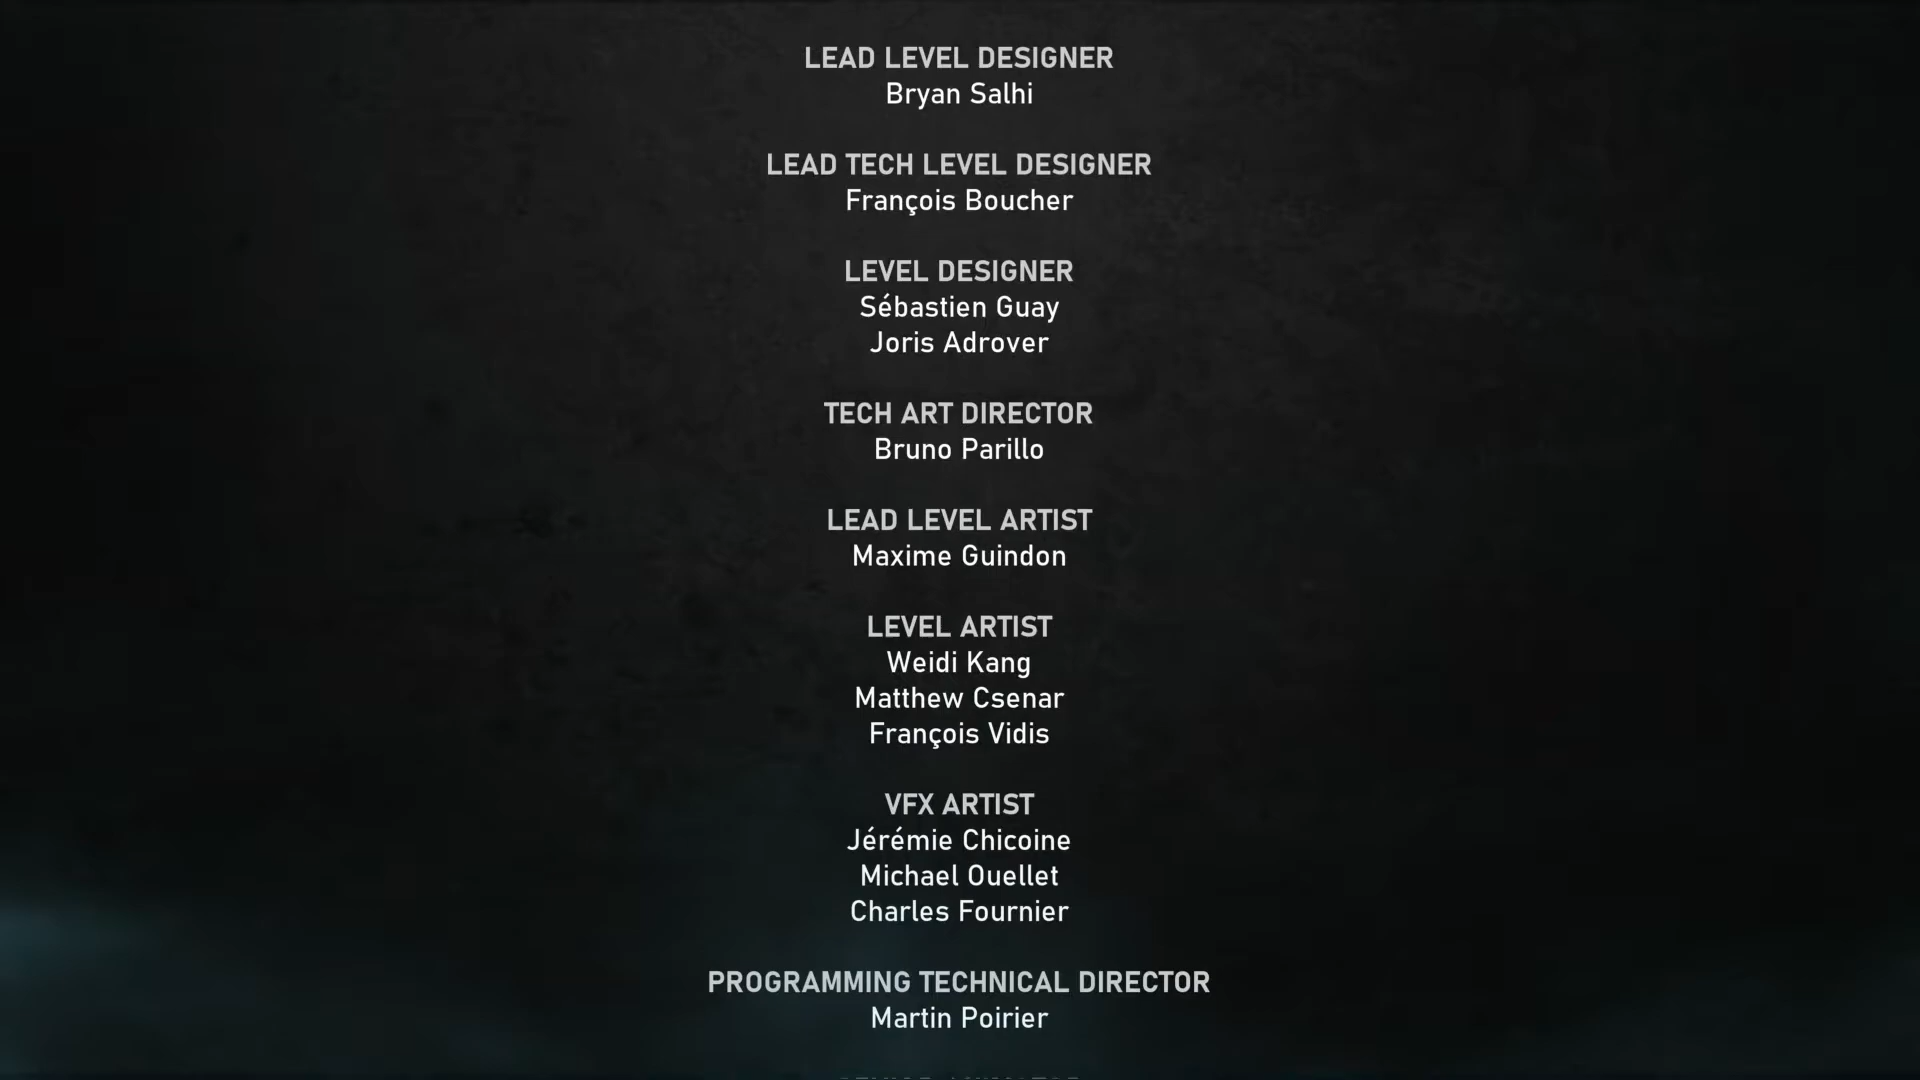 LEAD LEVEL DESIGNER
Bryan Salhi
LEAD TECH LEVEL DESIGNER
François Boucher
LEVEL DESIGNER
Sébastien Guay
Joris Adrover
TECH ART DIRECTOR
Bruno Parillo
LEAD LEVEL ARTIST
Maxime Guindon
LEVEL ARTIST
Weidi Kang
Matthew Csenar
François Vidis
VFX ARTIST
Jérémie Chicoine
Michael Ouellet
Charles Fournier
PROGRAMMING TECHNICAL DIRECTOR
Martin Poirier